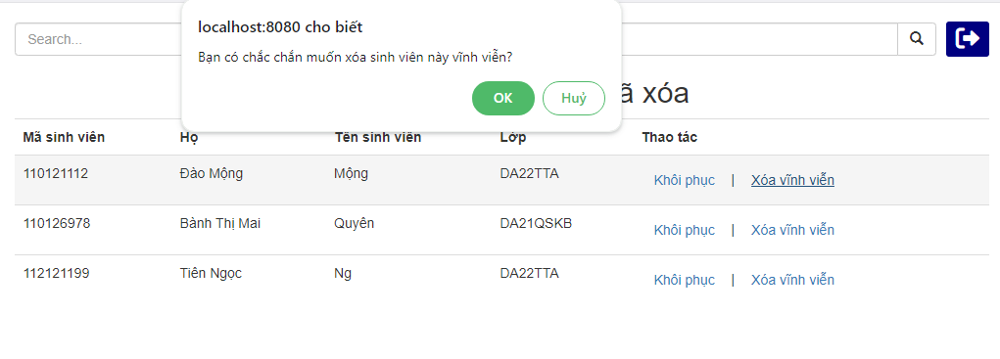 localhost:8080 cho biết
Search...
Bạn có chắc chắn muốn xóa sinh viên này vĩnh viễn?
OK Huỷ
xóa
Mã sinh viên Họ Tên sinh viên Lớp Thao tác
110121112 Đào Mộng Mộng DA22TTA Khôi phục | Xóa vĩnh viễn
110126978 Bành Thị Mai Quyên DA21QSKB Khôi phục | Xóa vĩnh viễn
112121199 Tiên Ngọc Ng DA22TTA Khôi phục | Xóa vĩnh viễn